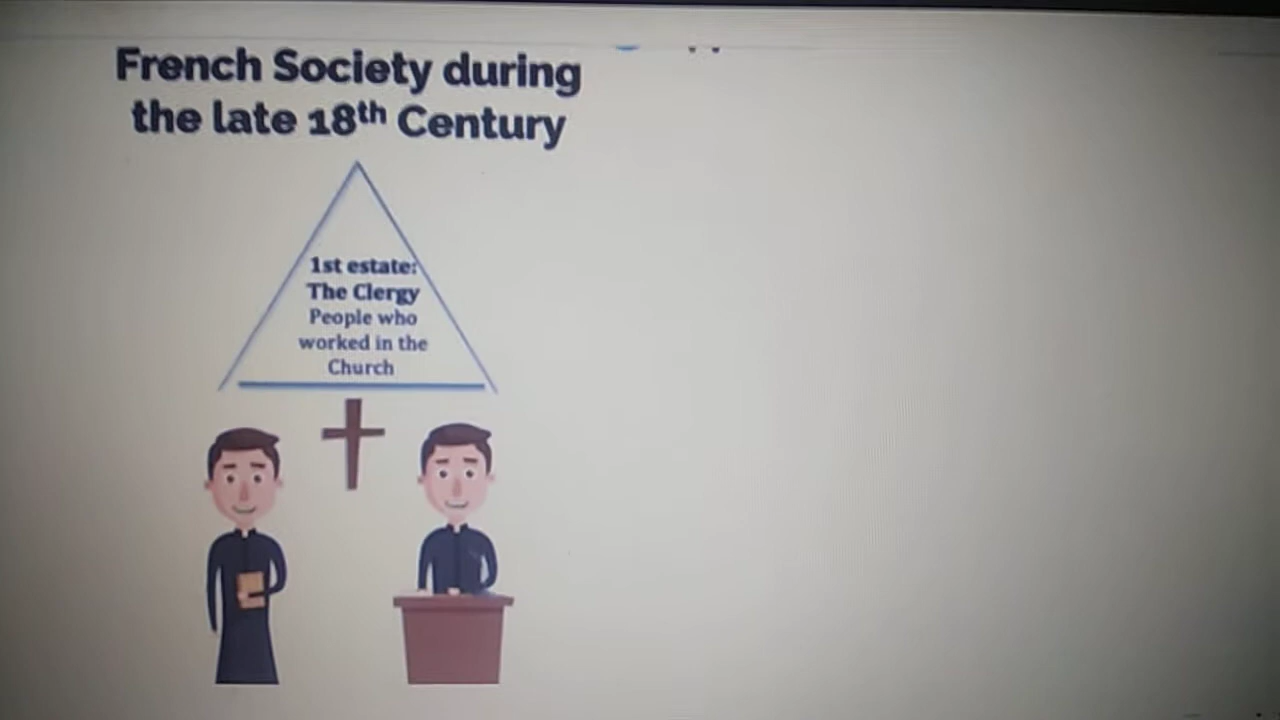 French Society during
the late 18th Century
1st estate:
The Clergy
People who
worked in the
Church